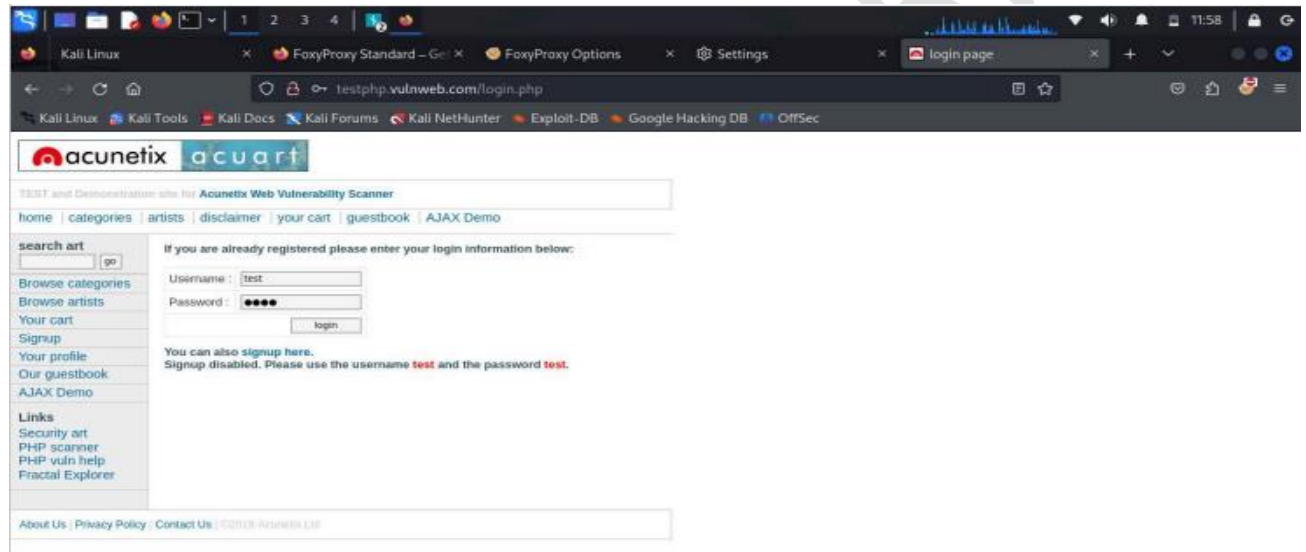 1 2 3 4 11:58
Kali Linux × FoxyProxy Standard – Ge × FoxyProxy Options × Settings × login page × +
testphp.vulnweb.com/login.php
Kali Linux Kali Tools Kali Docs Kali Forums Kali NetHunter Exploit-DB Google Hacking DB OffSec
acunetix acuart
TEST and Demonstration site for Acunetix Web Vulnerability Scanner
home | categories | artists | disclaimer | your cart | guestbook | AJAX Demo
search art
go
Browse categories
Browse artists
Your cart
Signup
Your profile
Our guestbook
AJAX Demo
Links
Security art
PHP scanner
PHP vuln help
Fractal Explorer
If you are already registered please enter your login information below:
Username : test
Password : ●●●●
login
You can also signup here.
Signup disabled. Please use the username test and the password test.
About Us | Privacy Policy | Contact Us | ©2019 Acunetix Ltd